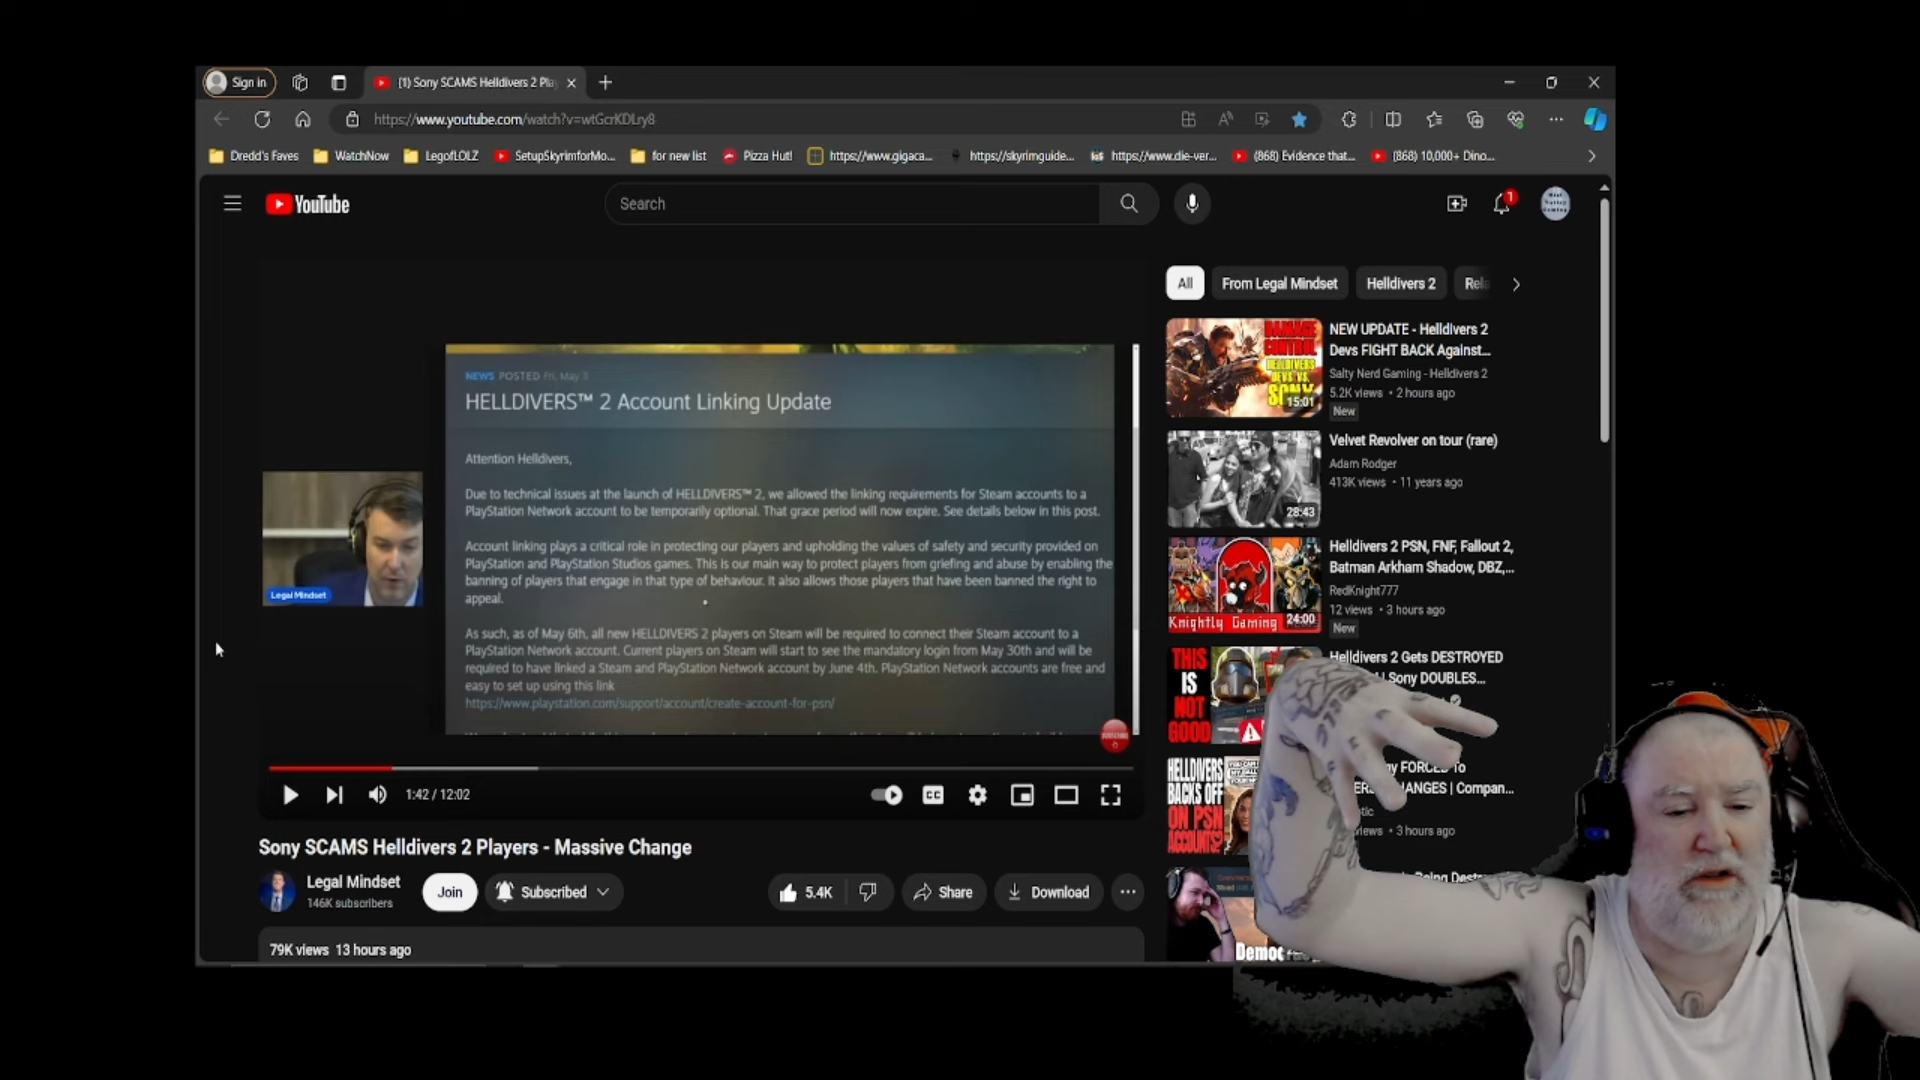 Sign in
(1) Sony SCAMS Helldivers 2 Pla
https://www.youtube.com/watch?v=wtGcrKDLry8
Dredd's Faves
WatchNow
LegofLOLZ
SetupSkyrimforMo...
for new list
Pizza Hut!
https://www.gigaca...
https://skyrimguide...
https://www.die-ver...
(868) Evidence that...
(868) 10,000+ Dino...
YouTube
Search
1
All
From Legal Mindset
Helldivers 2
Rela
NEWS POSTED Fri, May 3
HELLDIVERS™ 2 Account Linking Update
Attention Helldivers,
Due to technical issues at the launch of HELLDIVERS™ 2, we allowed the linking requirements for Steam accounts to a
PlayStation Network account to be temporarily optional. That grace period will now expire. See details below in this post.
Account linking plays a critical role in protecting our players and upholding the values of safety and security provided on
PlayStation and PlayStation Studios games. This is our main way to protect players from griefing and abuse by enabling the
banning of players that engage in that type of behaviour. It also allows those players that have been banned the right to
appeal.
As such, as of May 6th, all new HELLDIVERS 2 players on Steam will be required to connect their Steam account to a
PlayStation Network account. Current players on Steam will start to see the mandatory login from May 30th and will be
required to have linked a Steam and PlayStation Network account by June 4th. PlayStation Network accounts are free and
easy to set up using this link
https://www.playstation.com/support/account/create-account-for-psn/
Legal Mindset
1:42 / 12:02
CC
Sony SCAMS Helldivers 2 Players - Massive Change
Legal Mindset
146K subscribers
Join
Subscribed
5.4K
Share
Download
79K views 13 hours ago
DAMAGE
CONTROL
HELLDIVERS
DEVS VS.
SONY
15:01
NEW UPDATE - Helldivers 2
Devs FIGHT BACK Against...
Salty Nerd Gaming - Helldivers 2
5.2K views • 2 hours ago
New
28:43
Velvet Revolver on tour (rare)
Adam Rodger
413K views • 11 years ago
Knightly Gaming
24:00
Helldivers 2 PSN, FNF, Fallout 2,
Batman Arkham Shadow, DBZ,...
RedKnight777
12 views • 3 hours ago
New
THIS
IS
NOT
GOOD
Helldivers 2 Gets DESTROYED
Sony DOUBLES...
HELLDIVERS
BACKS OFF
ON PSN
ACCOUNTS?
FORCED To
CHANGES | Compan...
3 hours ago
Being